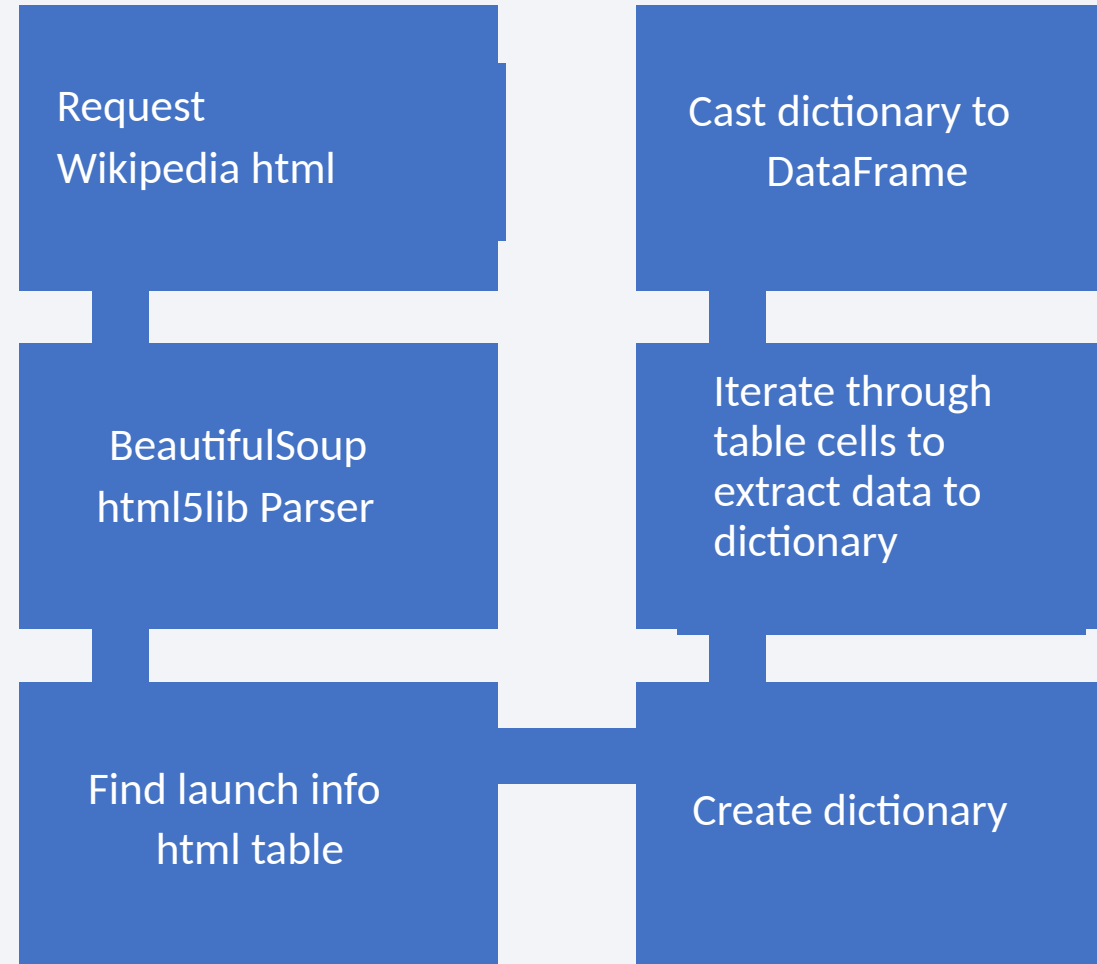 Request
Wikipedia html
BeautifulSoup
html5lib Parser
Find launch info
html table
Create dictionary
Iterate through
table cells to
extract data to
dictionary
Cast dictionary to
DataFrame